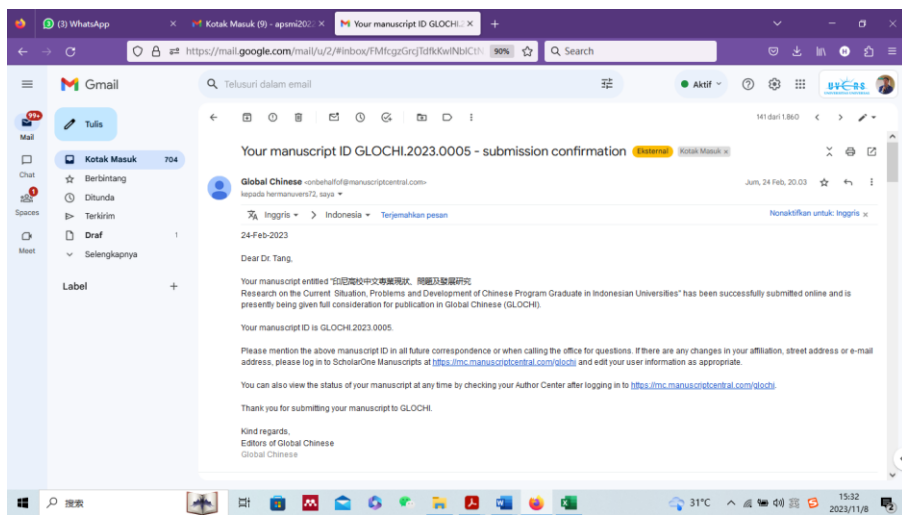 (3) WhatsApp
Kotak Masuk (9) - apsmi202
Your manuscript ID GLOCHI.2
https://mail.google.com/mail/u/2/#inbox/FMfcgzGrcjTdfkKwlNblCtN
90%
Search
Gmail
Telusuri dalam email
Aktif
UVERS
99+
Mail
Chat
Spaces
Meet
Tulis
Kotak Masuk 704
Berbintang
Ditunda
Terkirim
Draf 1
Selengkapnya
Label
141 dari 1.860
Your manuscript ID GLOCHI.2023.0005 - submission confirmation Eksternal Kotak Masuk x
Global Chinese <onbehalfof@manuscriptcentral.com>
Jum, 24 Feb, 20.03
kepada hermanuvers72, saya
Inggris > Indonesia Terjemahkan pesan
Nonaktifkan untuk: Inggris x
24-Feb-2023
Dear Dr. Tang,
Your manuscript entitled "印尼高校中文專業現狀、問題及發展研究
Research on the Current Situation, Problems and Development of Chinese Program Graduate in Indonesian Universities" has been successfully submitted online and is
presently being given full consideration for publication in Global Chinese (GLOCHI).
Your manuscript ID is GLOCHI.2023.0005.
Please mention the above manuscript ID in all future correspondence or when calling the office for questions. If there are any changes in your affiliation, street address or e-mail
address, please log in to ScholarOne Manuscripts at https://mc.manuscriptcentral.com/glochi and edit your user information as appropriate.
You can also view the status of your manuscript at any time by checking your Author Center after logging in to https://mc.manuscriptcentral.com/glochi.
Thank you for submitting your manuscript to GLOCHI.
Kind regards,
Editors of Global Chinese
Global Chinese
搜索
31°C
15:32
2023/11/8